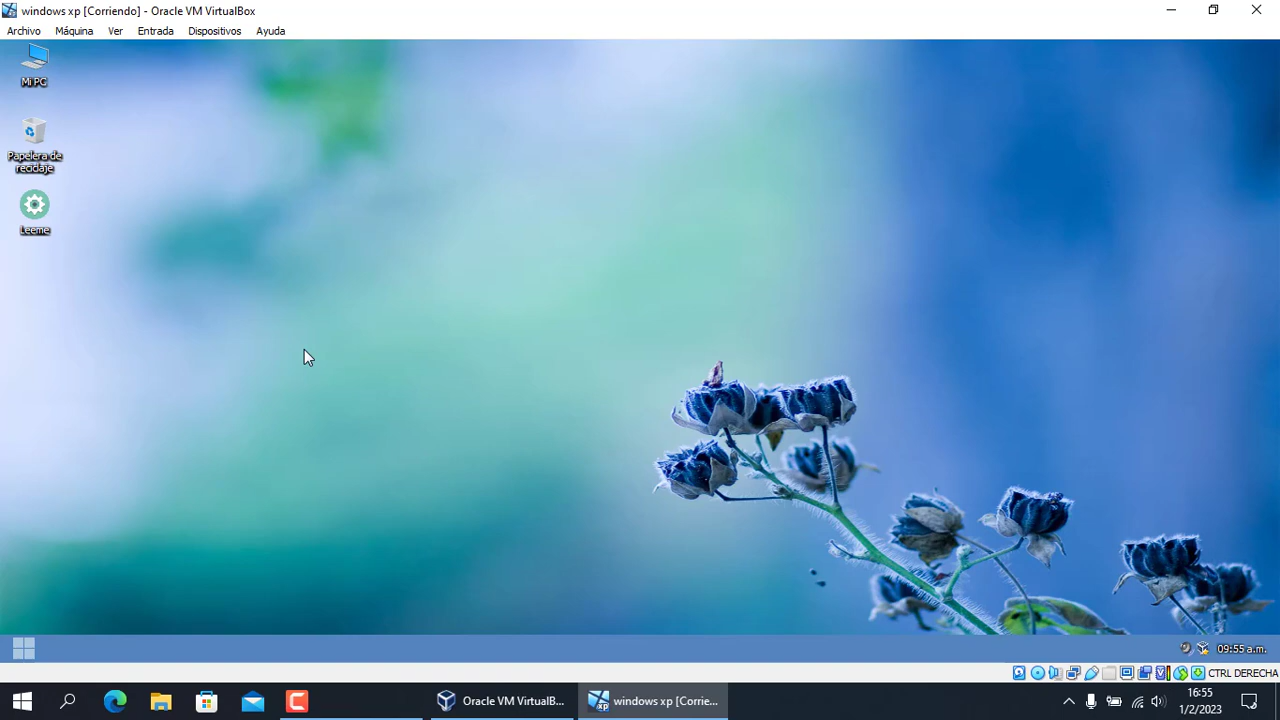 windows xp [Corriendo] - Oracle VM VirtualBox
Archivo Máquina Ver Entrada Dispositivos Ayuda
Mi PC
Papelera de
reciclaje
Leeme
09:55 a.m.
CTRL DERECHA
Oracle VM VirtualB...
windows xp [Corrie...
16:55
1/2/2023